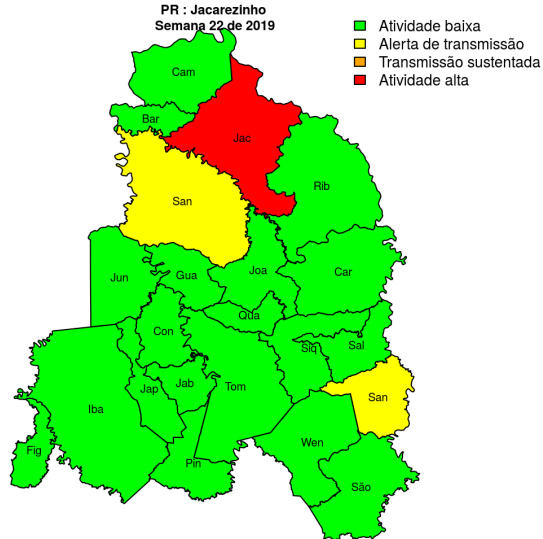 PR : Jacarezinho
Semana 22 de 2019
Atividade baixa
Alerta de transmissão
Transmissão sustentada
Atividade alta
Cam
Bar
Jac
Rib
San
Jun
Gua
Joa
Car
Qua
Con
Siq
Sal
Jap
Jab
Tom
San
Iba
Wen
Fig
Pin
São